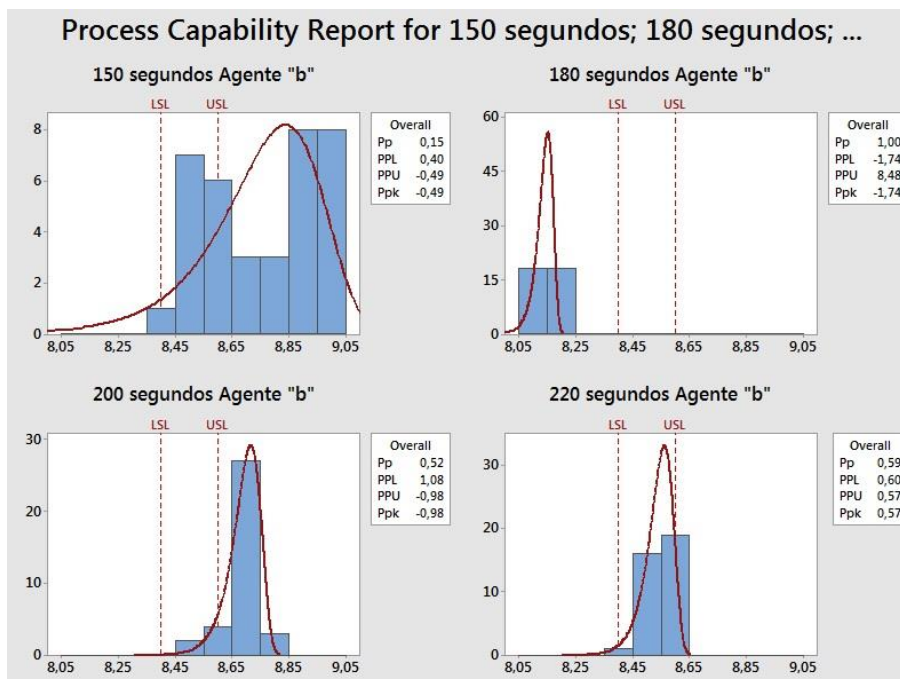 Process Capability Report for 150 segundos; 180 segundos; ...
150 segundos Agente "b"
LSL USL
8
6
4
2
0
8,05 8,25 8,45 8,65 8,85 9,05
Overall
Pp 0,15
PPL 0,40
PPU -0,49
Ppk -0,49
180 segundos Agente "b"
LSL USL
60
45
30
15
0
8,05 8,25 8,45 8,65 8,85 9,05
Overall
Pp 1,00
PPL -1,74
PPU 8,48
Ppk -1,74
200 segundos Agente "b"
LSL USL
30
20
10
0
8,05 8,25 8,45 8,65 8,85 9,05
Overall
Pp 0,52
PPL 1,08
PPU -0,98
Ppk -0,98
220 segundos Agente "b"
LSL USL
30
20
10
0
8,05 8,25 8,45 8,65 8,85 9,05
Overall
Pp 0,59
PPL 0,60
PPU 0,57
Ppk 0,57